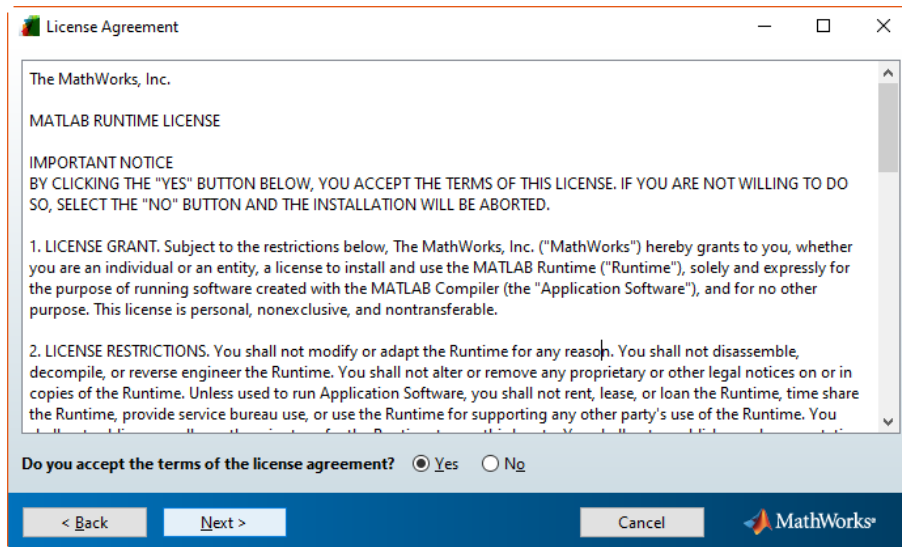 License Agreement
The MathWorks, Inc.
MATLAB RUNTIME LICENSE
IMPORTANT NOTICE
BY CLICKING THE "YES" BUTTON BELOW, YOU ACCEPT THE TERMS OF THIS LICENSE. IF YOU ARE NOT WILLING TO DO
SO, SELECT THE "NO" BUTTON AND THE INSTALLATION WILL BE ABORTED.
1. LICENSE GRANT. Subject to the restrictions below, The MathWorks, Inc. ("MathWorks") hereby grants to you, whether
you are an individual or an entity, a license to install and use the MATLAB Runtime ("Runtime"), solely and expressly for
the purpose of running software created with the MATLAB Compiler (the "Application Software"), and for no other
purpose. This license is personal, nonexclusive, and nontransferable.
2. LICENSE RESTRICTIONS. You shall not modify or adapt the Runtime for any reason. You shall not disassemble,
decompile, or reverse engineer the Runtime. You shall not alter or remove any proprietary or other legal notices on or in
copies of the Runtime. Unless used to run Application Software, you shall not rent, lease, or loan the Runtime, time share
the Runtime, provide service bureau use, or use the Runtime for supporting any other party's use of the Runtime. You
Do you accept the terms of the license agreement? Yes No
< Back Next > Cancel MathWorks